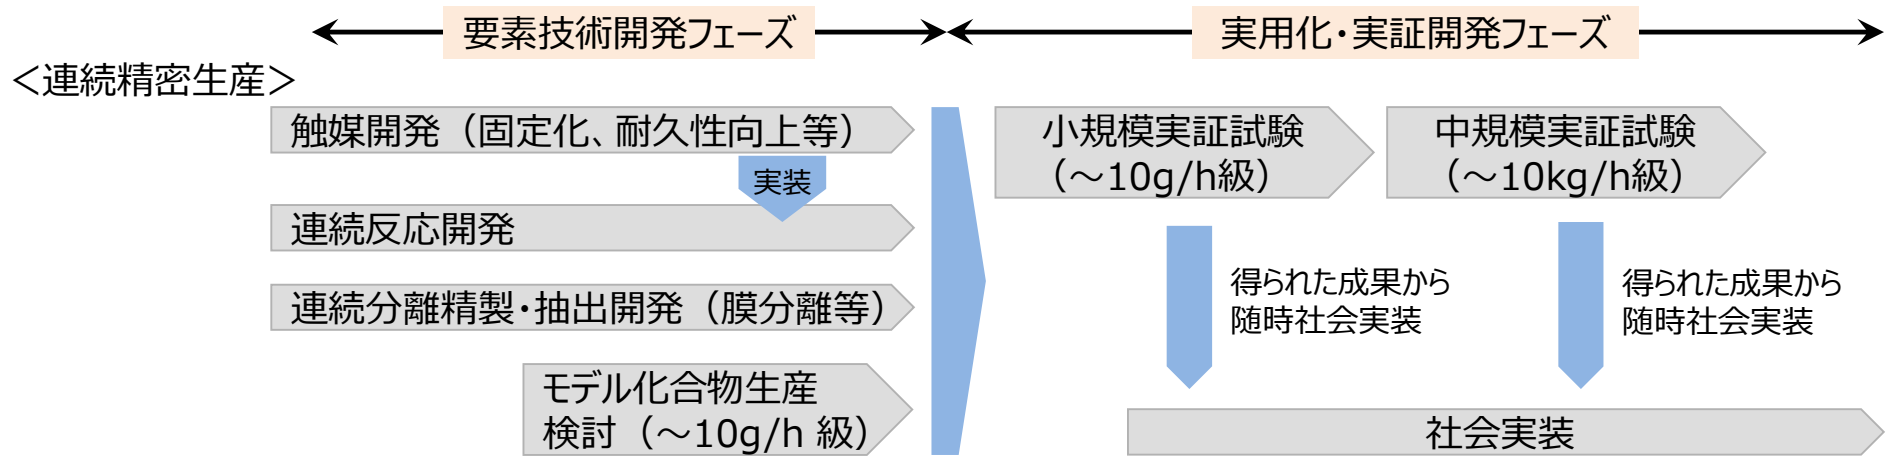 要素技術開発フェーズ
実用化・実証開発フェーズ
＜連続精密生産＞
触媒開発（固定化、耐久性向上等）
実装
連続反応開発
連続分離精製・抽出開発（膜分離等）
モデル化合物生産
検討（～10g/h 級）
小規模実証試験
（～10g/h級）
中規模実証試験
（～10kg/h級）
得られた成果から
随時社会実装
得られた成果から
随時社会実装
社会実装